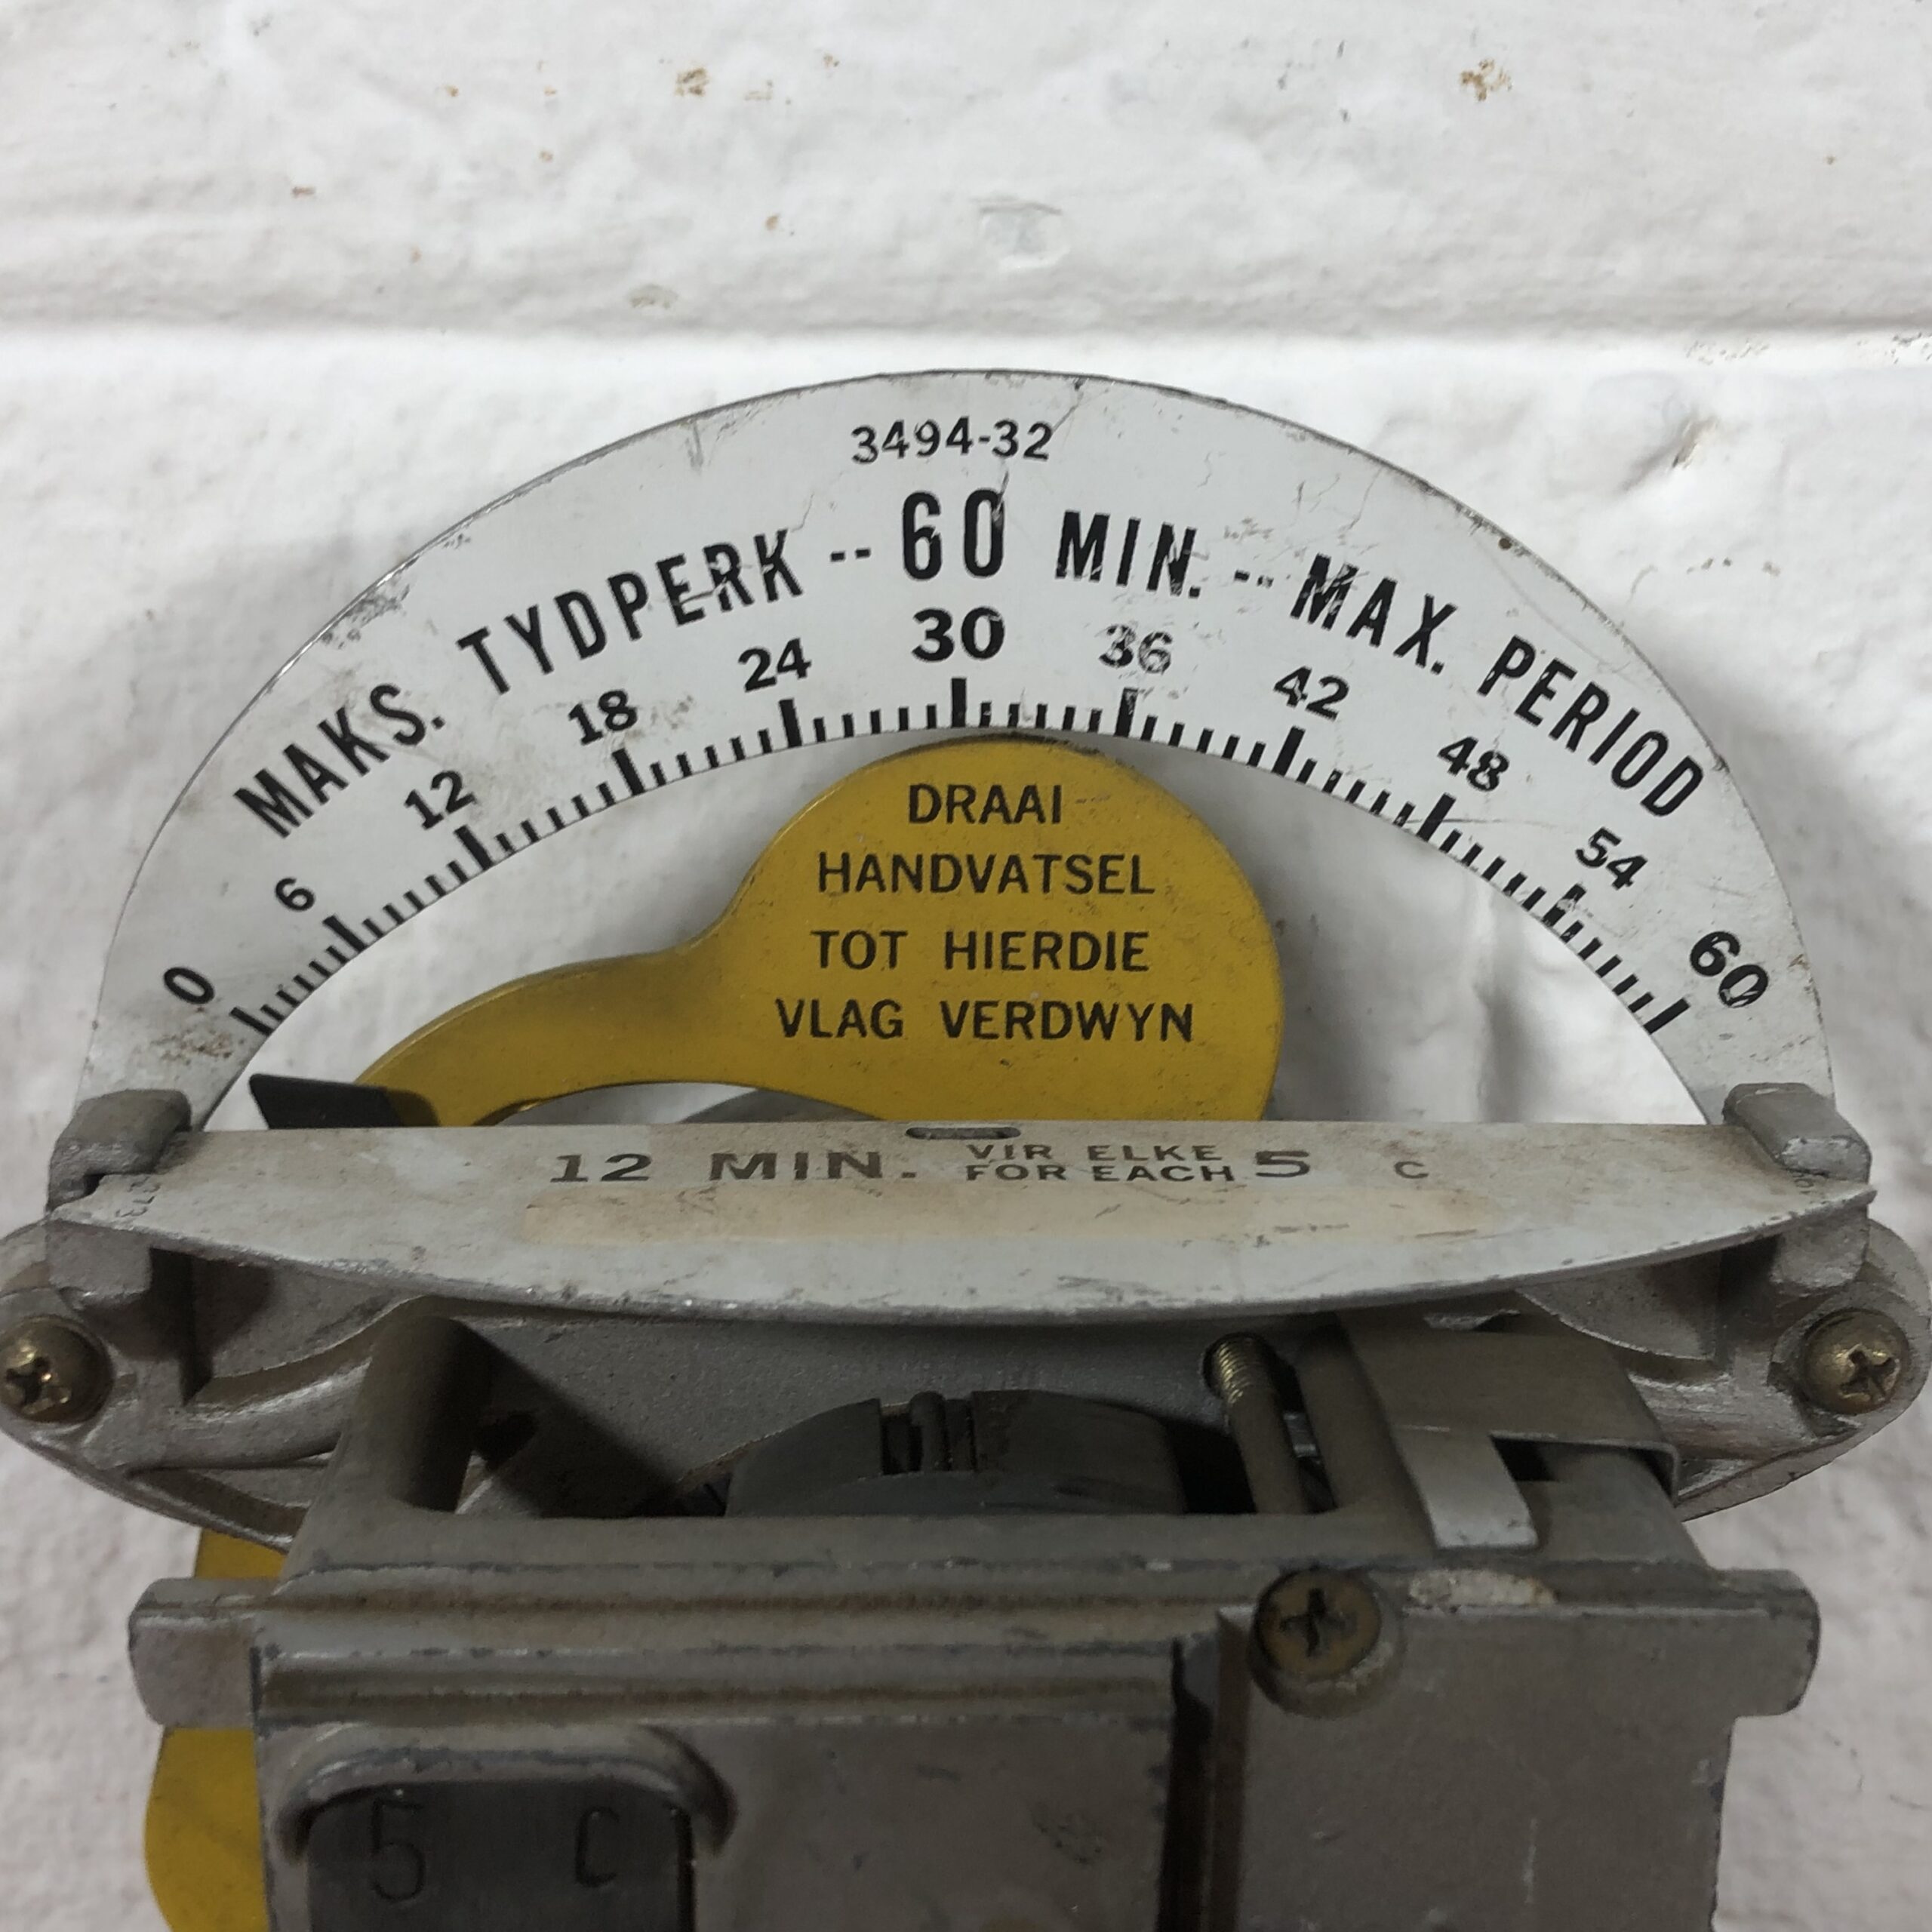 3494-32
MAKS. TYDPERK -- 60 MIN. -- MAX. PERIOD
0 6 12 18 24 30 36 42 48 54 60
DRAAI
HANDVATSEL
TOT HIERDIE
VLAG VERDWYN
12 MIN. VIR ELKE
FOR EACH 5 C
5 C